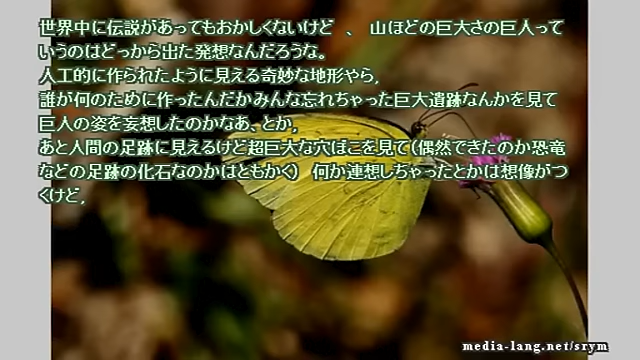 世界中に伝説があってもおかしくないけど　、　山ほどの巨大さの巨人って
いうのはどっから出た発想なんだろうな。
人工的に作られたように見える奇妙な地形やら,
誰が何のために作ったんだかみんな忘れちゃった巨大遺跡なんかを見て
巨人の姿を妄想したのかなあ、とか,
あと人間の足跡に見えるけど超巨大な穴ぼこを見て(偶然できたのか恐竜
などの足跡の化石なのかはともかく)　何か連想しちゃったとかは想像がつ
くけど,
media-lang.net/srym